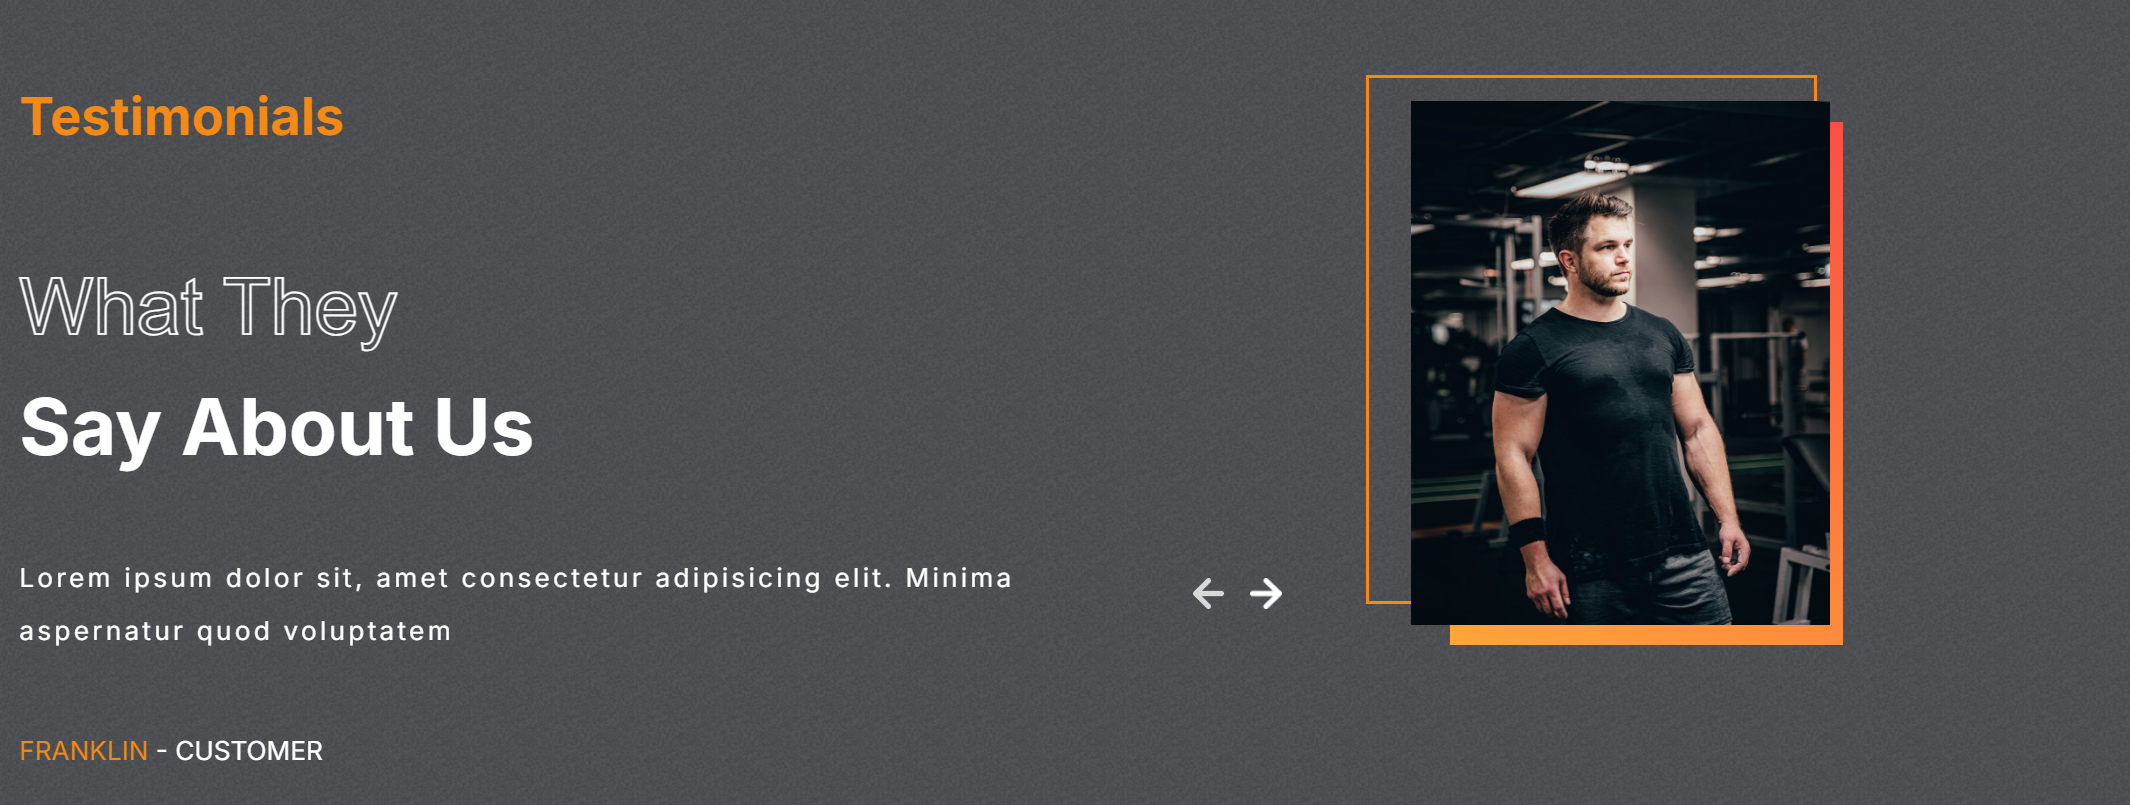 Testimonials
What They
Say About Us
Lorem ipsum dolor sit, amet consectetur adipisicing elit. Minima
aspernatur quod voluptatem
FRANKLIN - CUSTOMER